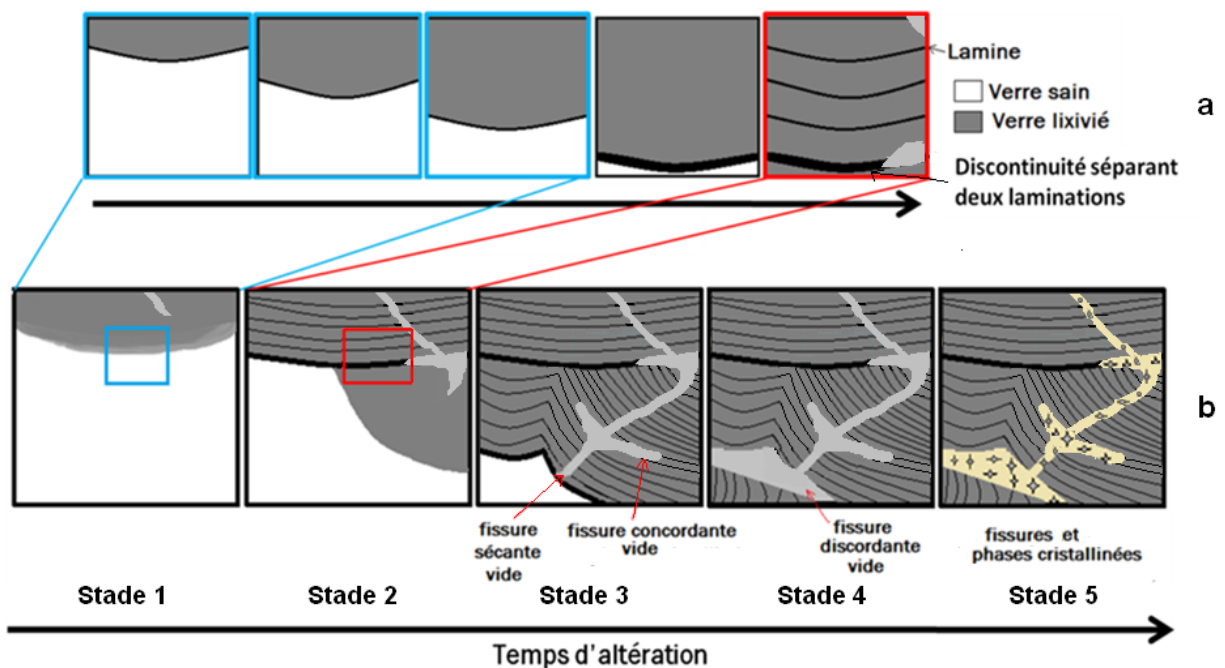 Lamine
Verre sain
Verre lixivié
a
Discontinuité séparant
deux laminations
b
fissure
sécante
vide
fissure concordante
vide
fissure
discordante
vide
fissures et
phases cristallinées
Stade 1
Stade 2
Stade 3
Stade 4
Stade 5
Temps d'altération